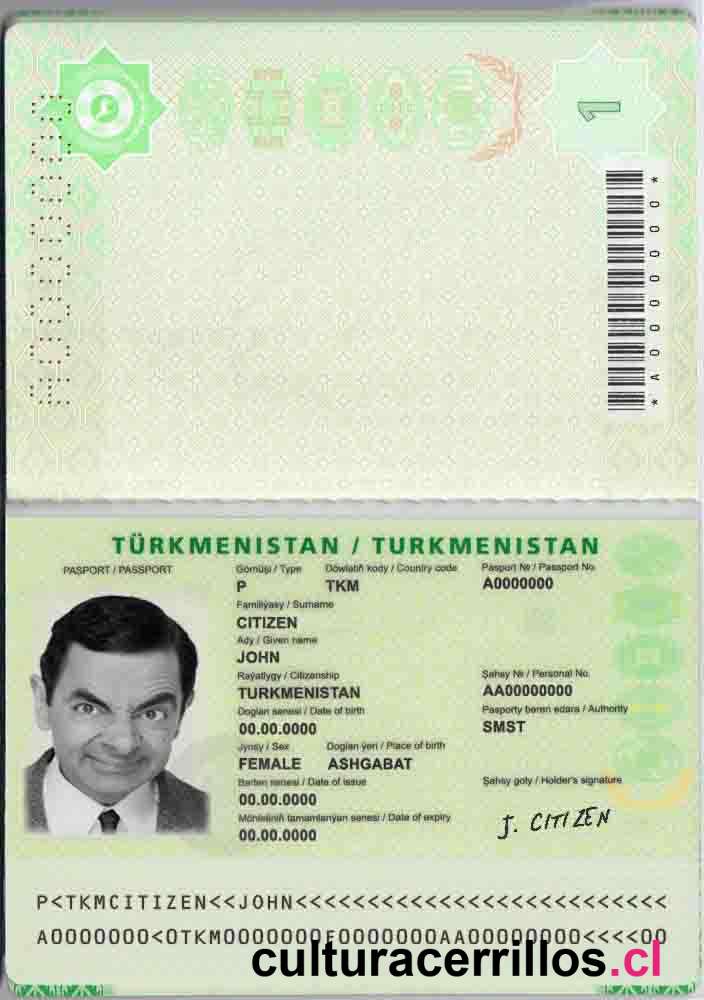 1
*A0000000*
TÜRKMENISTAN / TURKMENISTAN
PASPORT / PASSPORT
Görnüşi / Type Döwletiň kody / Country code Pasport № / Passport No.
P TKM A0000000
Familiýasy / Surname
CITIZEN
Ady / Given name
JOHN
Raýatlygy / Citizenship Şahsy № / Personal No.
TURKMENISTAN AA00000000
Doglan senesi / Date of birth Pasporty beren edara / Authority
00.00.0000 SMST
Jynsy / Sex Doglan ýeri / Place of birth
FEMALE ASHGABAT
Berlen senesi / Date of issue Şahsy goly / Holder's signature
00.00.0000
Möhletiniň tamamlanýan senesi / Date of expiry
00.00.0000
J. CITIZEN
P<TKMCITIZEN<<JOHN<<<<<<<<<<<<<<<<<<<<<<<<<<
A0000000<0TKM0000000F0000000AA00000000<<<<00
culturacerrillos.cl